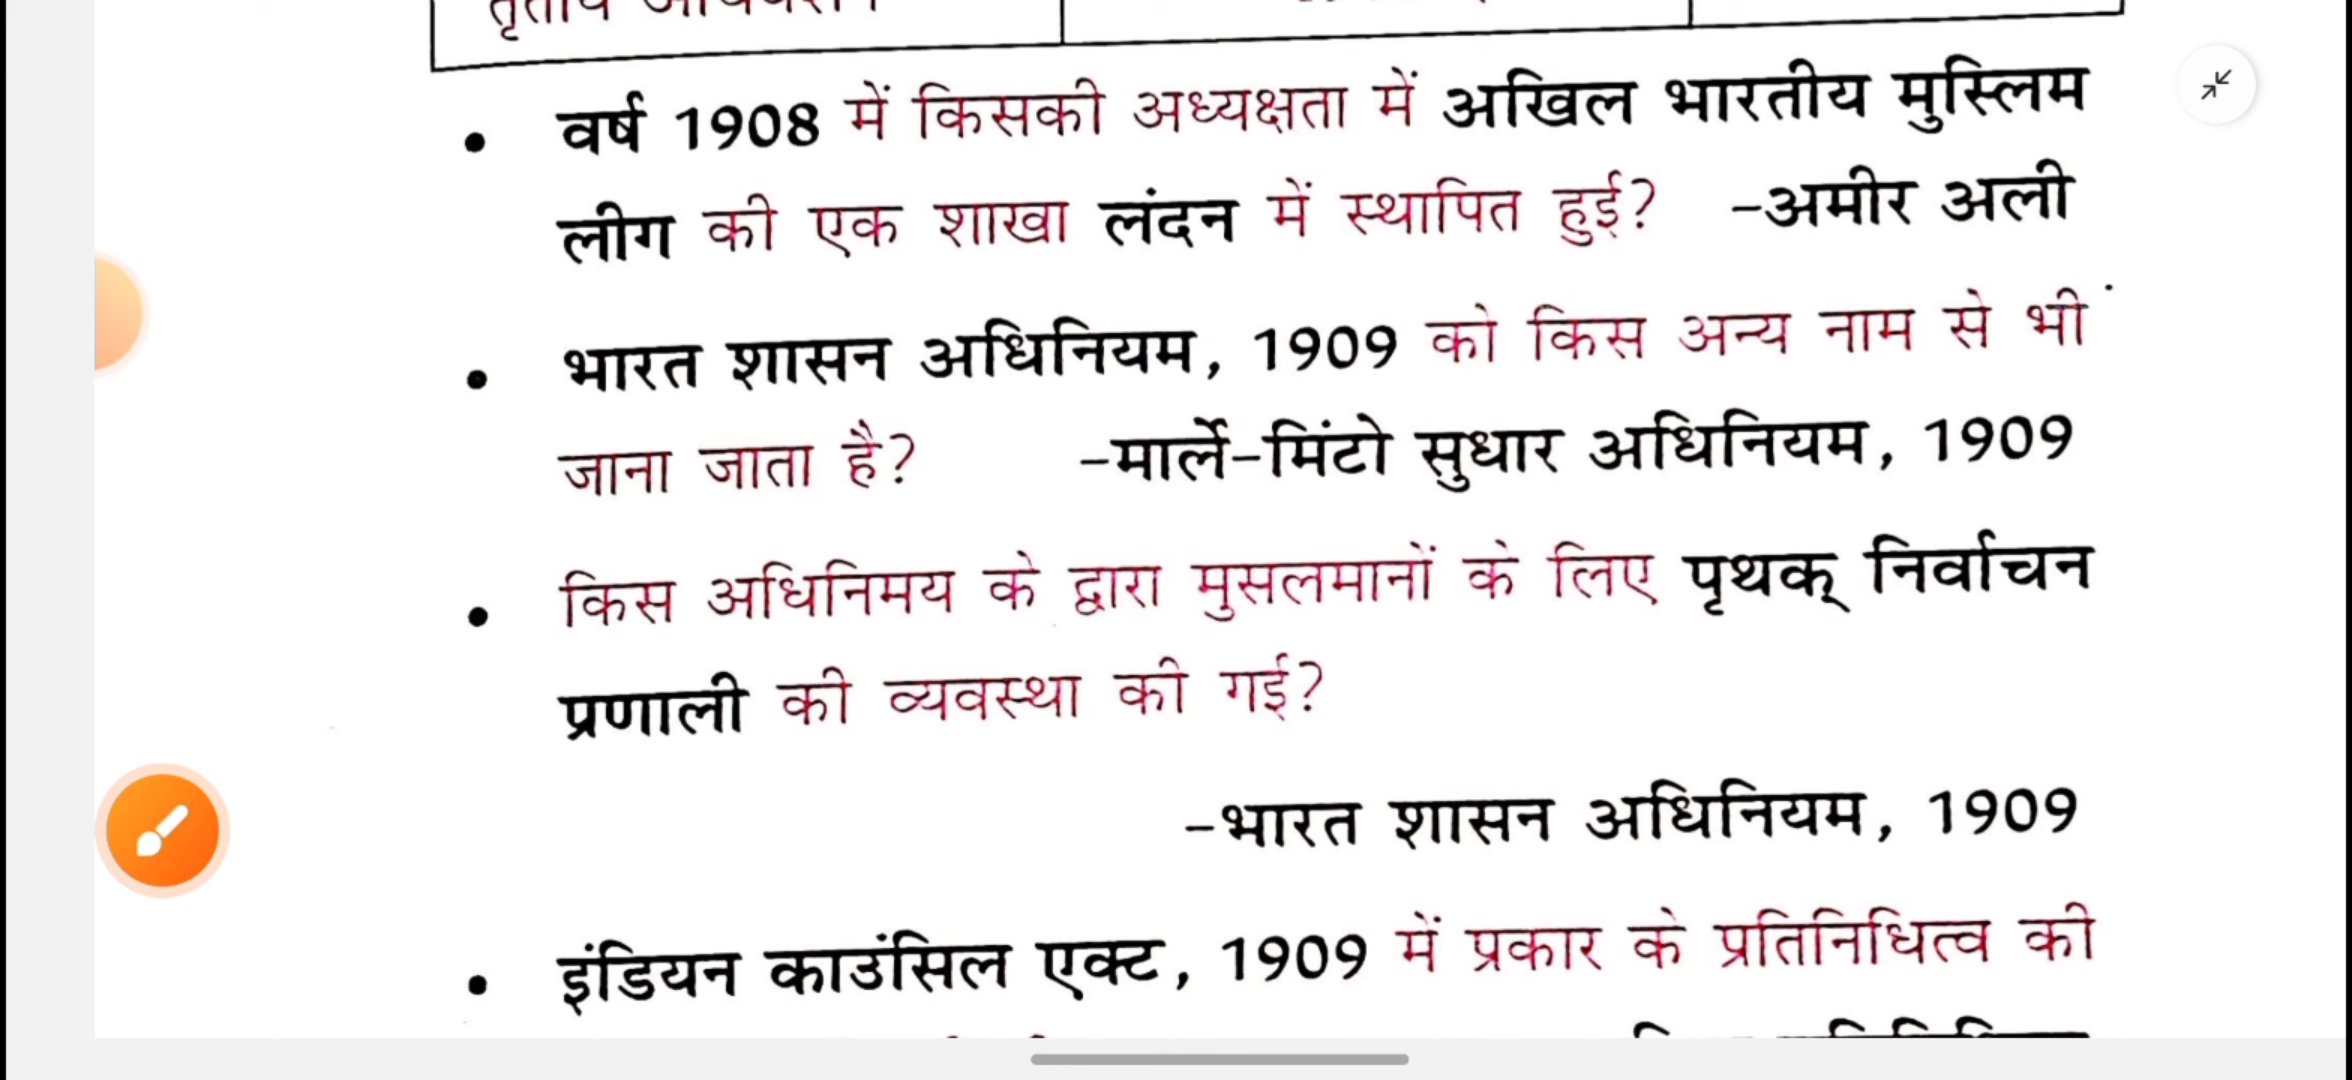 वर्ष 1908 में किसकी अध्यक्षता में अखिल भारतीय मुस्लिम
लीग की एक शाखा लंदन में स्थापित हुई? -अमीर अली
भारत शासन अधिनियम, 1909 को किस अन्य नाम से भी
जाना जाता है? -मार्ले-मिंटो सुधार अधिनियम, 1909
किस अधिनिमय के द्वारा मुसलमानों के लिए पृथक् निर्वाचन
प्रणाली की व्यवस्था की गई?
-भारत शासन अधिनियम, 1909
इंडियन काउंसिल एक्ट, 1909 में प्रकार के प्रतिनिधित्व की